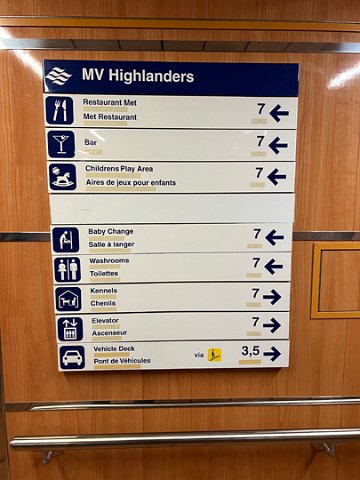 MV Highlanders
Restaurant Met
Met Restaurant
7
Bar
7
Childrens Play Area
Aires de jeux pour enfants
7
Baby Change
Salle à langer
7
Washrooms
Toilettes
7
Kennels
Chenils
7
Elevator
Ascenseur
7
Vehicle Deck
Pont de Véhicules
via
3,5